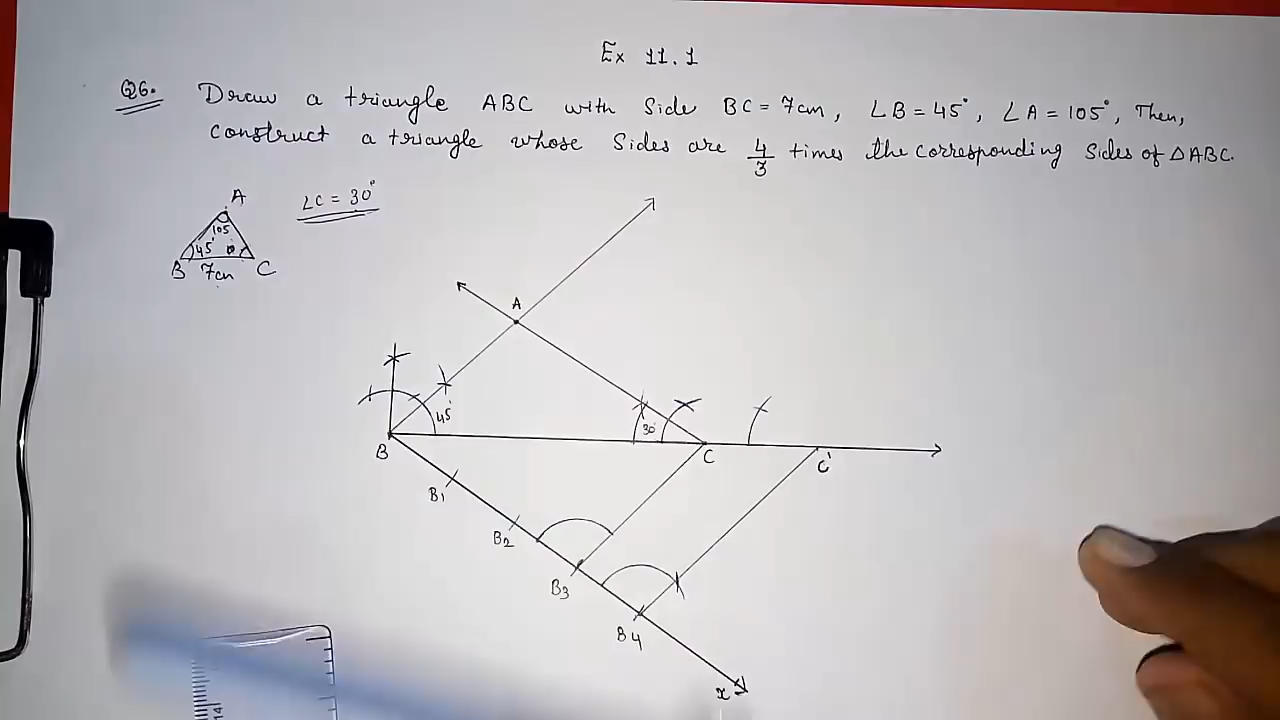 Ex 11.1
Q6. Draw a triangle ABC with Side BC = 7cm, ∠B = 45°, ∠A = 105°, Then,
construct a triangle whose Sides are 4/3 times the corresponding Sides of △ABC.
A
∠C = 30°
105
45°
B 7cm C
A
45°
30°
B
C
C'
B1
B2
B3
B4
x
14